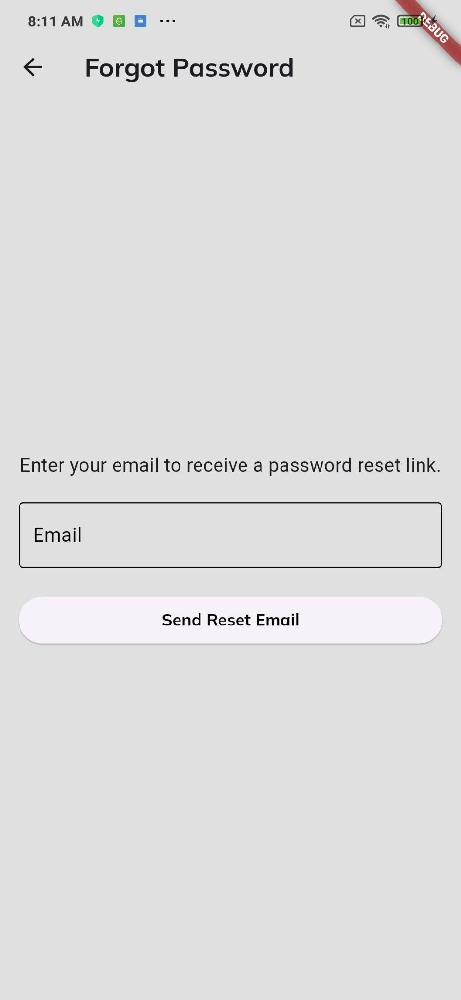 8:11 AM
100
DEBUG
Forgot Password
Enter your email to receive a password reset link.
Email
Send Reset Email